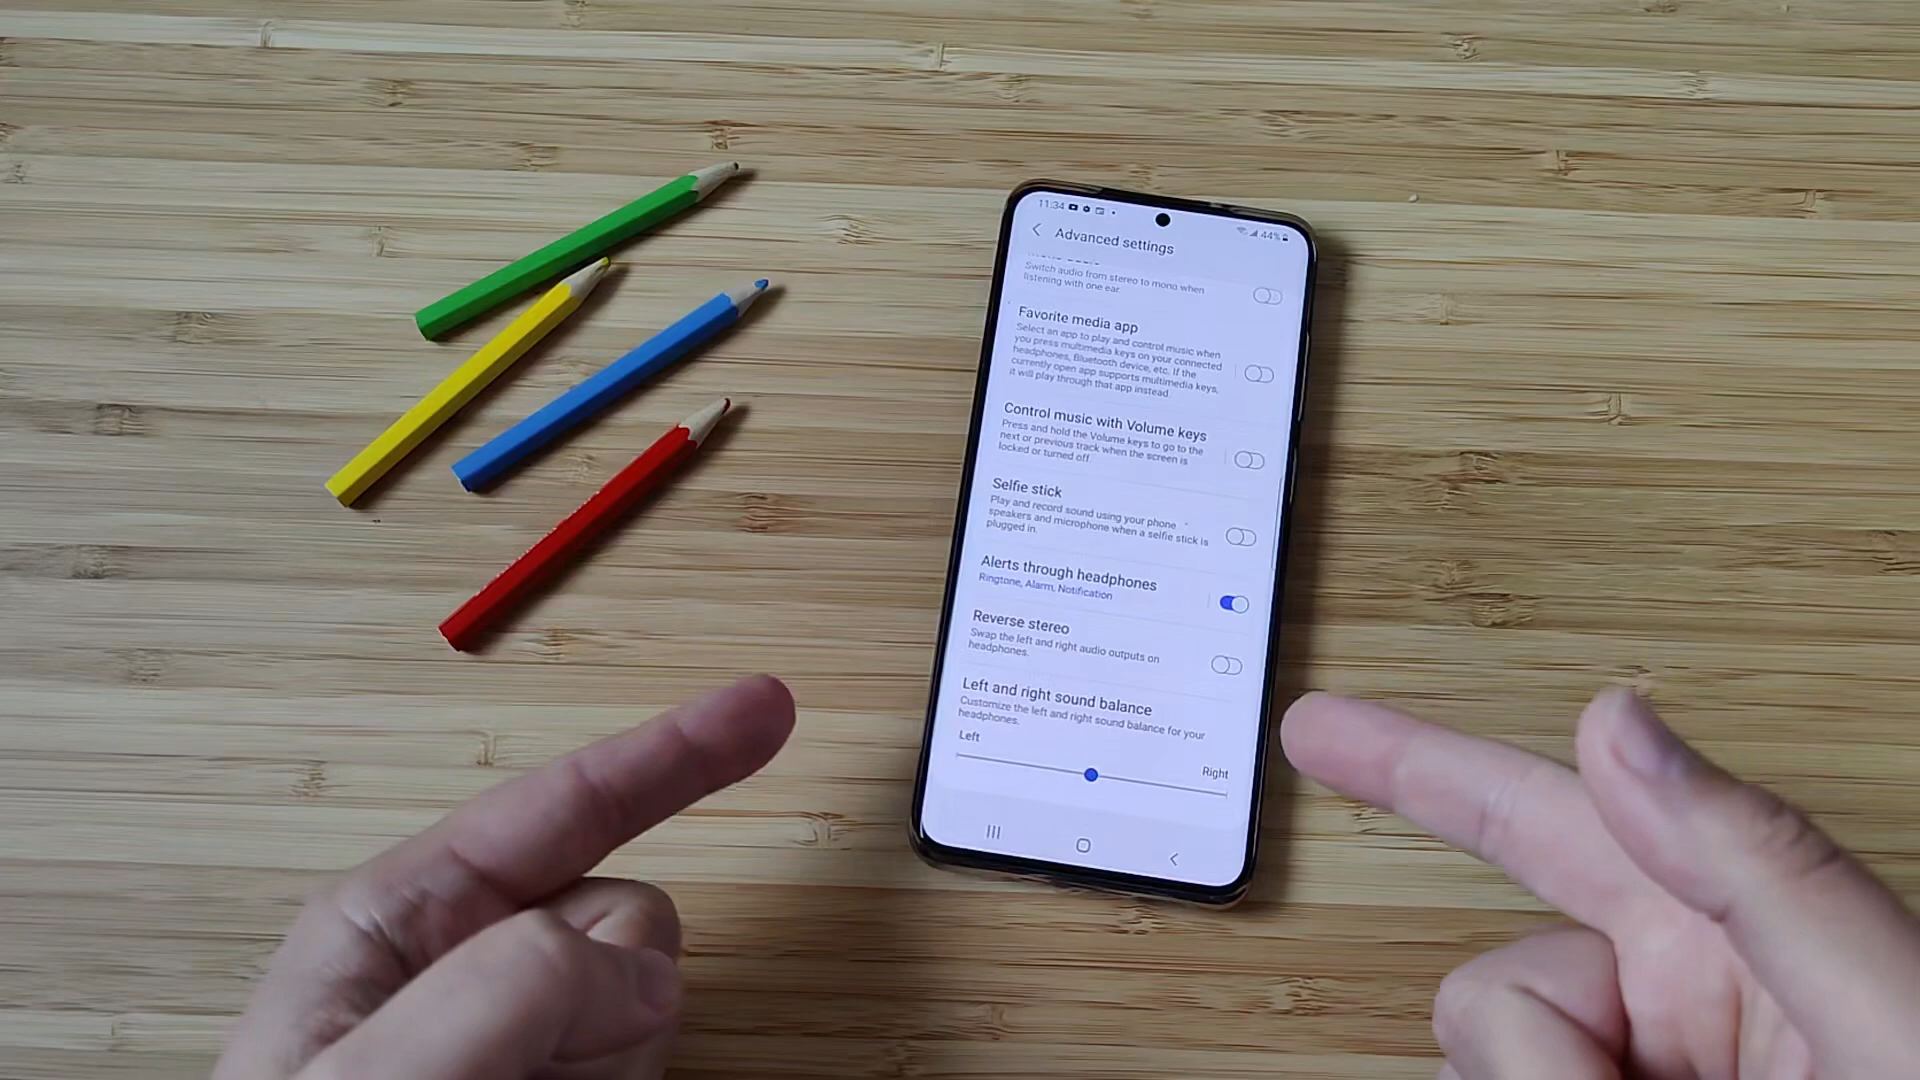 11:34
44%
Advanced settings
Switch audio from stereo to mono when
listening with one ear.
Favorite media app
Select an app to play and control music when
you press multimedia keys on your connected
headphones, Bluetooth device, etc. If the
currently open app supports multimedia keys,
it will play through that app instead.
Control music with Volume keys
Press and hold the Volume keys to go to the
next or previous track when the screen is
locked or turned off.
Selfie stick
Play and record sound using your phone
speakers and microphone when a selfie stick is
plugged in.
Alerts through headphones
Ringtone, Alarm, Notification
Reverse stereo
Swap the left and right audio outputs on
headphones.
Left and right sound balance
Customize the left and right sound balance for your
headphones.
Left
Right